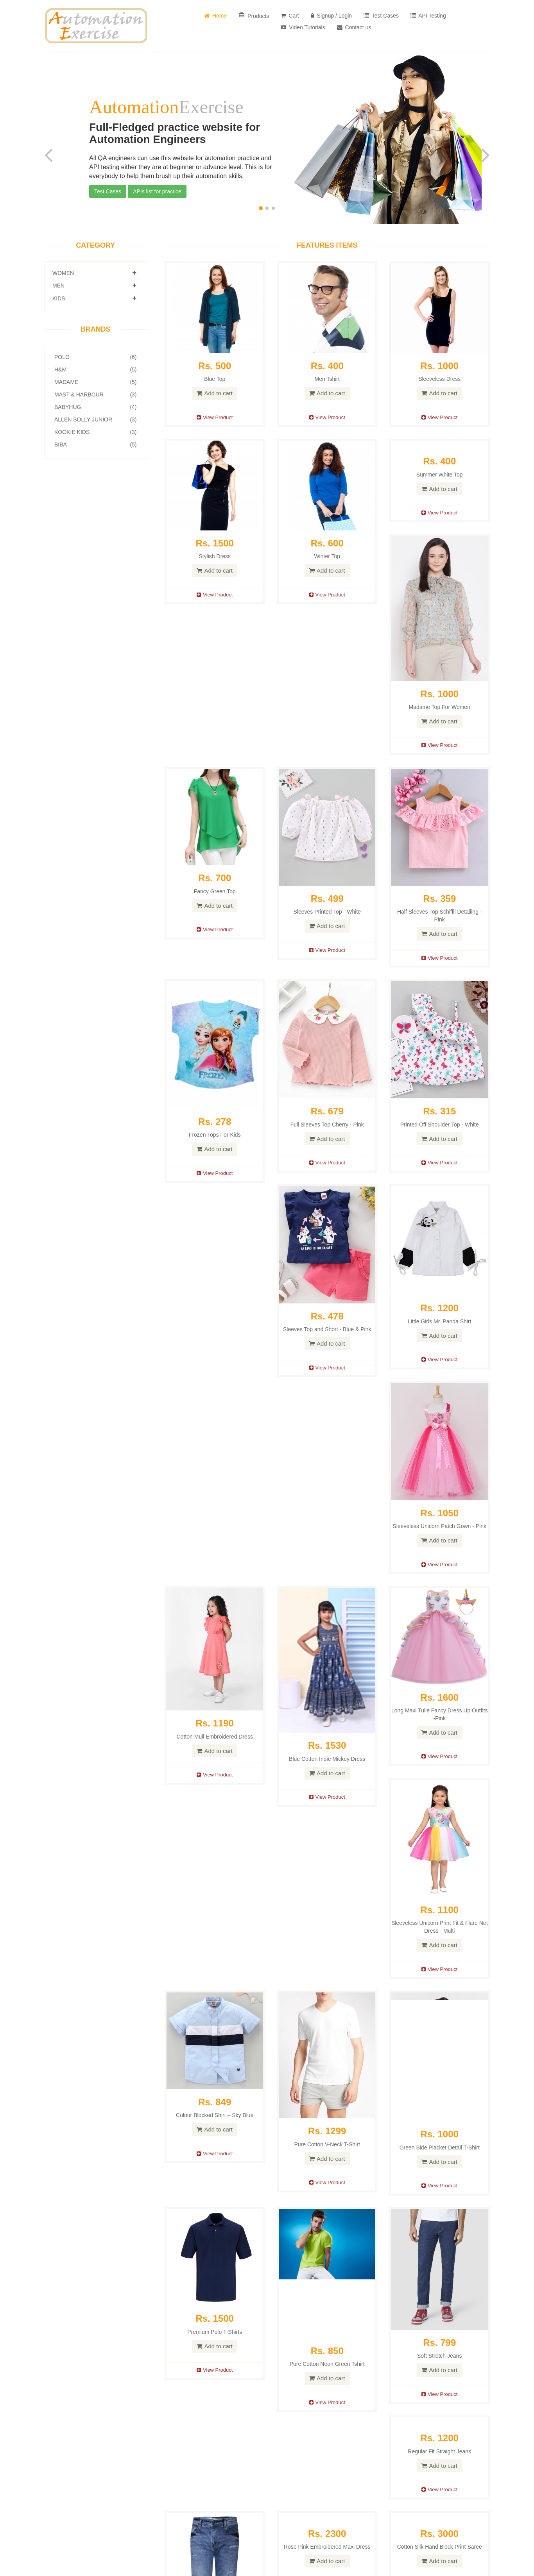 Automation
Exercise
Home
Products
Cart
Signup / Login
Test Cases
API Testing
Video Tutorials
Contact us
AutomationExercise
Full-Fledged practice website for
Automation Engineers
All QA engineers can use this website for automation practice and
API testing either they are at beginner or advance level. This is for
everybody to help them brush up their automation skills.
Test Cases
APIs list for practice
CATEGORY
WOMEN
MEN
KIDS
BRANDS
POLO (6)
H&M (5)
MADAME (5)
MAST & HARBOUR (3)
BABYHUG (4)
ALLEN SOLLY JUNIOR (3)
KOOKIE KIDS (3)
BIBA (5)
FEATURES ITEMS
Rs. 500
Blue Top
Add to cart
View Product
Rs. 400
Men Tshirt
Add to cart
View Product
Rs. 1000
Sleeveless Dress
Add to cart
View Product
Rs. 1500
Stylish Dress
Add to cart
View Product
Rs. 600
Winter Top
Add to cart
View Product
Rs. 400
Summer White Top
Add to cart
View Product
Rs. 1000
Madame Top For Women
Add to cart
View Product
Rs. 700
Fancy Green Top
Add to cart
View Product
Rs. 499
Sleeves Printed Top - White
Add to cart
View Product
Rs. 359
Half Sleeves Top Schiffli Detailing -
Pink
Add to cart
View Product
FROZEN
Rs. 278
Frozen Tops For Kids
Add to cart
View Product
Rs. 679
Full Sleeves Top Cherry - Pink
Add to cart
View Product
Rs. 315
Printed Off Shoulder Top - White
Add to cart
View Product
Rs. 478
Sleeves Top and Short - Blue & Pink
Add to cart
View Product
Rs. 1200
Little Girls Mr. Panda Shirt
Add to cart
View Product
Rs. 1050
Sleeveless Unicorn Patch Gown - Pink
Add to cart
View Product
Rs. 1190
Cotton Mull Embroidered Dress
Add to cart
View Product
Rs. 1530
Blue Cotton Indie Mickey Dress
Add to cart
View Product
Rs. 1600
Long Maxi Tulle Fancy Dress Up Outfits
-Pink
Add to cart
View Product
Rs. 1100
Sleeveless Unicorn Print Fit & Flare Net
Dress - Multi
Add to cart
View Product
Rs. 849
Colour Blocked Shirt – Sky Blue
Add to cart
View Product
Rs. 1299
Pure Cotton V-Neck T-Shirt
Add to cart
View Product
Rs. 1000
Green Side Placket Detail T-Shirt
Add to cart
View Product
Rs. 1500
Premium Polo T-Shirts
Add to cart
View Product
Rs. 850
Pure Cotton Neon Green Tshirt
Add to cart
View Product
Rs. 799
Soft Stretch Jeans
Add to cart
View Product
Rs. 1200
Regular Fit Straight Jeans
Add to cart
View Product
Rs. 2300
Rose Pink Embroidered Maxi Dress
Add to cart
Rs. 3000
Cotton Silk Hand Block Print Saree
Add to cart